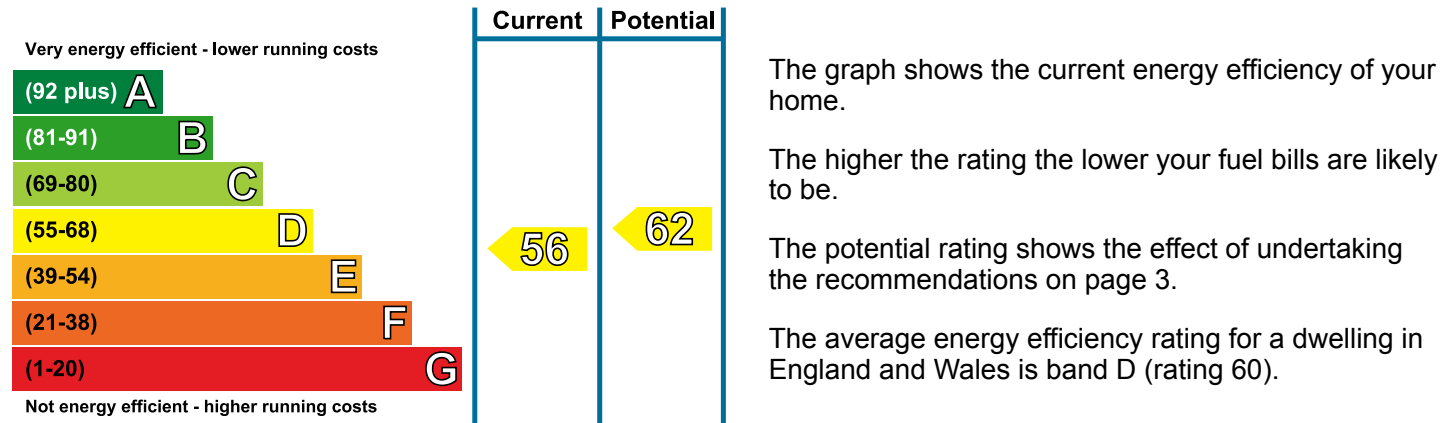 Current Potential
Very energy efficient - lower running costs
(92 plus) A
(81-91) B
(69-80) C
(55-68) D
(39-54) E
(21-38) F
(1-20) G
Not energy efficient - higher running costs
56
62
The graph shows the current energy efficiency of your
home.
The higher the rating the lower your fuel bills are likely
to be.
The potential rating shows the effect of undertaking
the recommendations on page 3.
The average energy efficiency rating for a dwelling in
England and Wales is band D (rating 60).